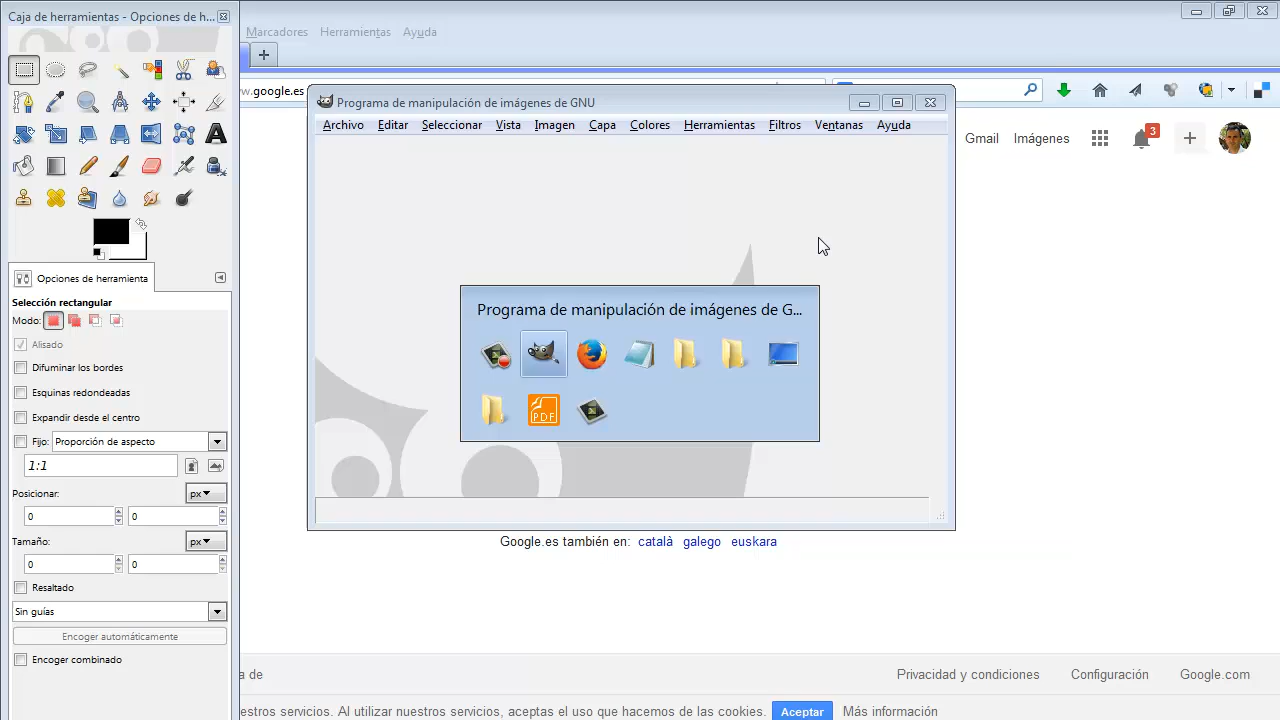 Caja de herramientas - Opciones de h...
Marcadores
Herramientas
Ayuda
w.google.es
Programa de manipulación de imágenes de GNU
Archivo
Editar
Seleccionar
Vista
Imagen
Capa
Colores
Herramientas
Filtros
Ventanas
Ayuda
Gmail
Imágenes
3
Opciones de herramienta
Selección rectangular
Modo:
Alisado
Difuminar los bordes
Esquinas redondeadas
Expandir desde el centro
Fijo:
Proporción de aspecto
1:1
Posicionar:
px
0
0
Tamaño:
px
0
0
Resaltado
Sin guías
Encoger automáticamente
Encoger combinado
Programa de manipulación de imágenes de G...
PDF
Google.es también en: català galego euskara
a de
Privacidad y condiciones
Configuración
Google.com
estros servicios. Al utilizar nuestros servicios, aceptas el uso que hacemos de las cookies.
Aceptar
Más información